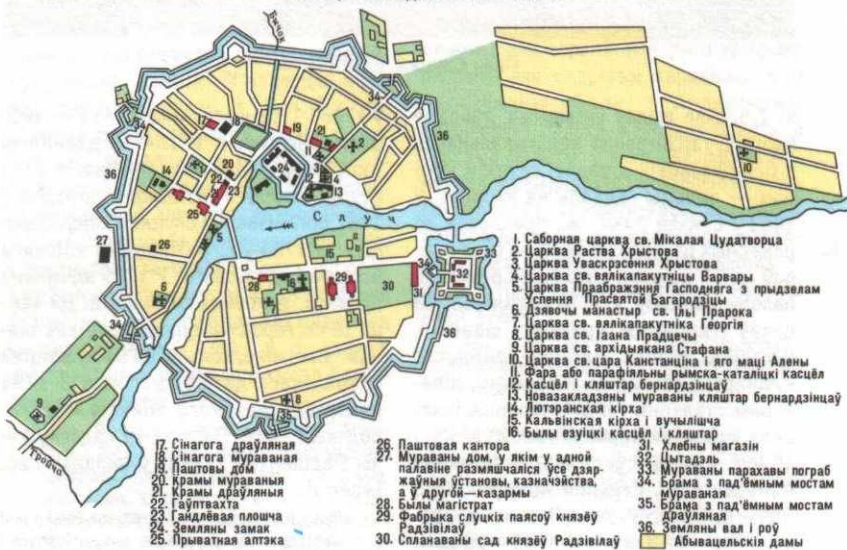 Бычок
Случ
Тройча
1. Саборная царква св. Мікалая Цудатворца
2. Царква Раства Хрыстова
3. Царква Уваскрэсення Хрыстова
4. Царква св. вялікапакутніцы Варвары
5. Царква Праабражэння Гасподняга з прыдзелам
Успення Прасвятой Багародзіцы
6. Дзявочы манастыр св. Ільі Прарока
7. Царква св. вялікапакутніка Георгія
8. Царква св. Іаана Прадцечы
9. Царква св. архідыякана Стафана
10. Царква св. цара Канстанціна і яго маці Алены
11. Фара або парафіяльны рымска-каталіцкі касцёл
12. Касцёл і кляштар бернардзінцаў
13. Новазакладзены мураваны кляштар бернардзінцаў
14. Лютэранская кірха
15. Кальвінская кірха і вучылішча
16. Былы езуіцкі касцёл і кляштар
17. Сінагога драўляная
18. Сінагога мураваная
19. Паштовы дом
20. Крамы мураваныя
21. Крамы драўляныя
22. Гаўптвахта
23. Гандлёвая плошча
24. Земляны замак
25. Прыватная аптэка
26. Паштовая кантора
27. Мураваны дом, у якім у адной
палавіне размяшчаліся ўсе дзяр-
жаўныя ўстановы, казначэйства,
а ў другой—казармы
28. Былы магістрат
29. Фабрыка слуцкіх паясоў князёў
Радзівілаў
30. Спланаваны сад князёў Радзівілаў
31. Хлебны магазін
32. Цытадэль
33. Мураваны парахавы пограб
34. Брама з пад'ёмным мостам
мураваная
35. Брама з пад'ёмным мостам
драўляная
36. Земляны вал і роў
Абывацельскія дамы